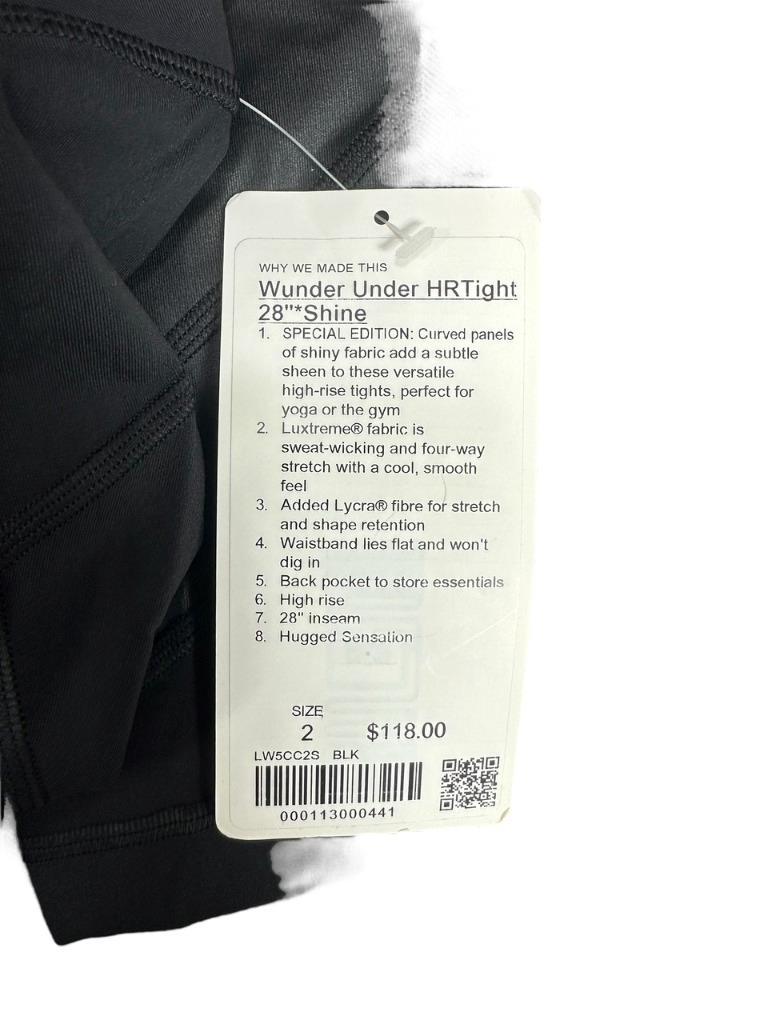 WHY WE MADE THIS
Wunder Under HRTight
28"*Shine
1. SPECIAL EDITION: Curved panels
of shiny fabric add a subtle
sheen to these versatile
high-rise tights, perfect for
yoga or the gym
2. Luxtreme® fabric is
sweat-wicking and four-way
stretch with a cool, smooth
feel
3. Added Lycra® fibre for stretch
and shape retention
4. Waistband lies flat and won't
dig in
5. Back pocket to store essentials
6. High rise
7. 28" inseam
8. Hugged Sensation
SIZE
2 $118.00
LW5CC2S BLK
000113000441